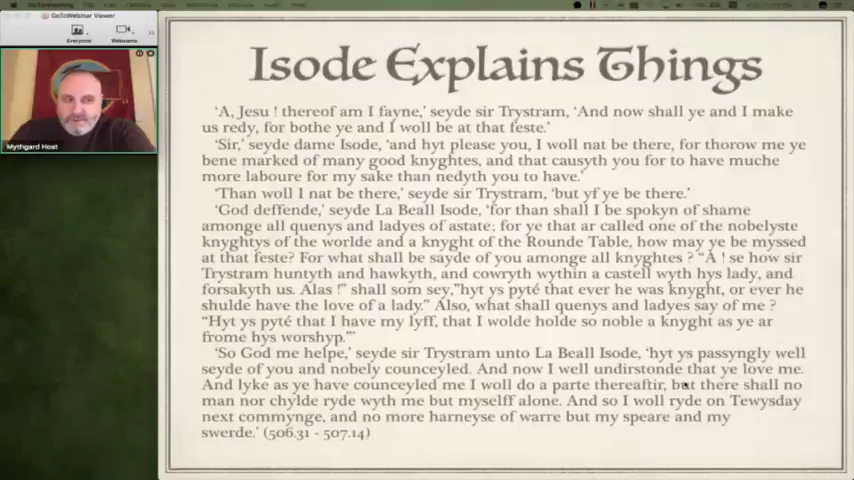 GoToWebinar Viewer
Everyone
Webcams
Mythgard Host
Isode Explains Things
'A, Jesu ! thereof am I fayne,' seyde sir Trystram, 'And now shall ye and I make
us redy, for bothe ye and I woll be at that feste.'
'Sir,' seyde dame Isode, 'and hyt please you, I woll nat be there, for thorow me ye
bene marked of many good knyghtes, and that causyth you for to have muche
more laboure for my sake than nedyth you to have.'
'Than woll I nat be there,' seyde sir Trystram, 'but yf ye be there.'
'God deffende,' seyde La Beall Isode, 'for than shall I be spokyn of shame
amonge all quenys and ladyes of astate; for ye that ar called one of the nobelyste
knyghtys of the worlde and a knyght of the Rounde Table, how may ye be myssed
at that feste? For what shall be sayde of you amonge all knyghtes ? "A ! se how sir
Trystram huntyth and hawkyth, and cowryth wythin a castell wyth hys lady, and
forsakyth us. Alas !" shall som sey,"hyt ys pyté that ever he was knyght, or ever he
shulde have the love of a lady." Also, what shall quenys and ladyes say of me ?
"Hyt ys pyté that I have my lyff, that I wolde holde so noble a knyght as ye ar
frome hys worshyp."'
'So God me helpe,' seyde sir Trystram unto La Beall Isode, 'hyt ys passyngly well
seyde of you and nobely counceyled. And now I well undirstonde that ye love me.
And lyke as ye have counceyled me I woll do a parte thereaftir, but there shall no
man nor chylde ryde wyth me but myselff alone. And so I woll ryde on Tewysday
next commynge, and no more harneyse of warre but my speare and my
swerde.' (506.31 - 507.14)